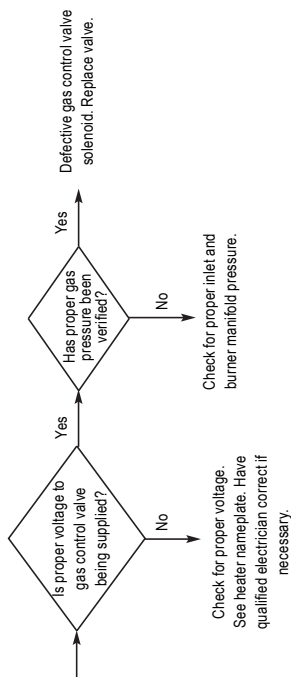 Is proper voltage to
gas control valve
being supplied?
No
Check for proper voltage.
See heater nameplate. Have
qualified electrician correct if
necessary.
Yes
Has proper gas
pressure been
verified?
No
Check for proper inlet and
burner manifold pressure.
Yes
Defective gas control valve
solenoid. Replace valve.